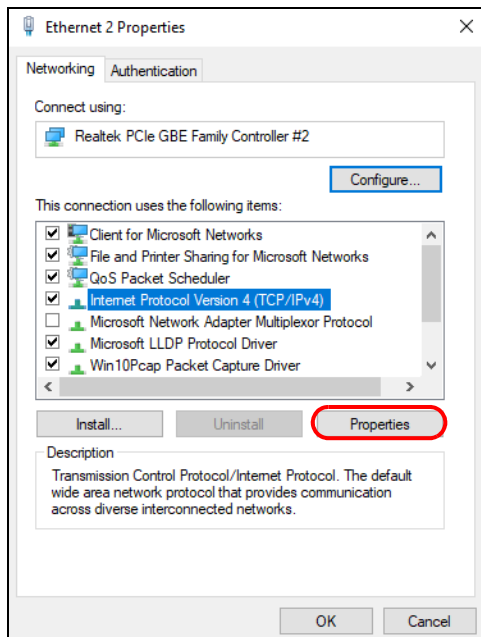 Ethernet 2 Properties
Networking
Authentication
Connect using:
Realtek PCIe GBE Family Controller #2
Configure...
This connection uses the following items:
Client for Microsoft Networks
File and Printer Sharing for Microsoft Networks
QoS Packet Scheduler
Internet Protocol Version 4 (TCP/IPv4)
Microsoft Network Adapter Multiplexor Protocol
Microsoft LLDP Protocol Driver
Win10Pcap Packet Capture Driver
Install...
Uninstall
Properties
Description
Transmission Control Protocol/Internet Protocol. The default
wide area network protocol that provides communication
across diverse interconnected networks.
OK
Cancel